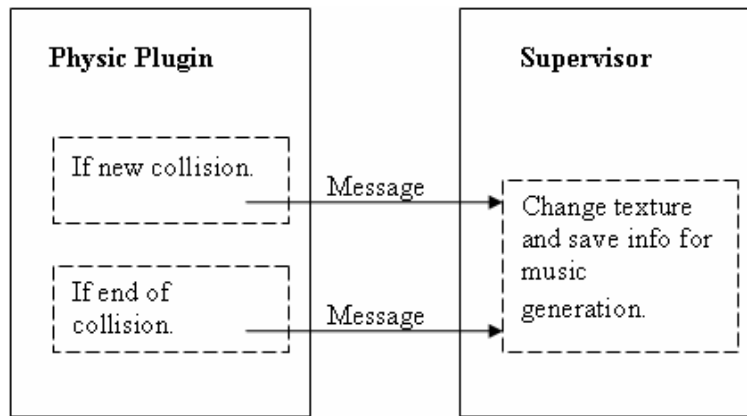 Physic Plugin
Supervisor
If new collision.
Message
Change texture
and save info for
music
generation.
If end of
collision.
Message